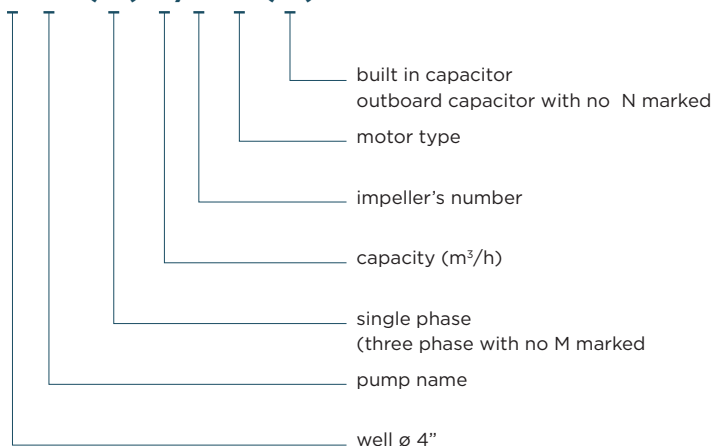 built in capacitor
outboard capacitor with no N marked
motor type
impeller's number
capacity (m³/h)
single phase
(three phase with no M marked
pump name
well ø 4”